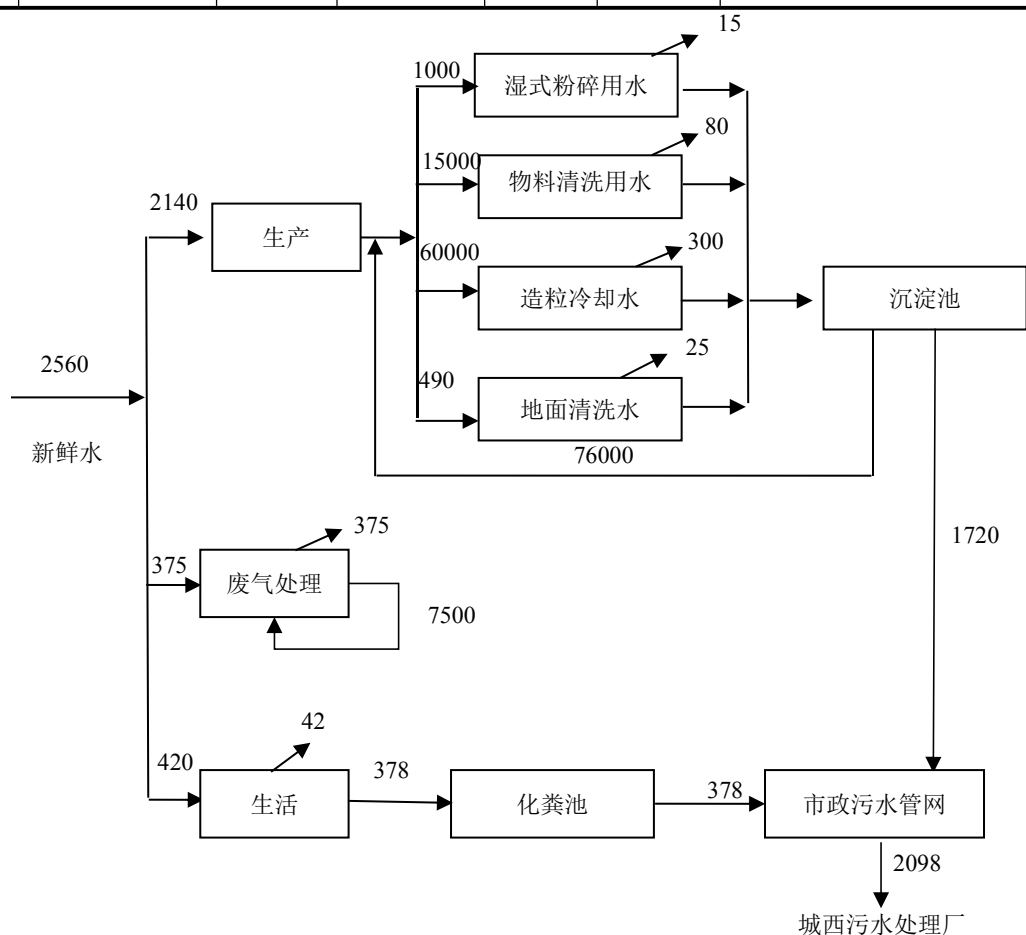 15
1000
湿式粉碎用水
80
15000
物料清洗用水
2140
生产
300
60000
造粒冷却水
沉淀池
25
490
地面清洗水
2560
新鲜水
76000
375
375
废气处理
7500
1720
42
420
生活
378
化粪池
378
市政污水管网
2098
城西污水处理厂